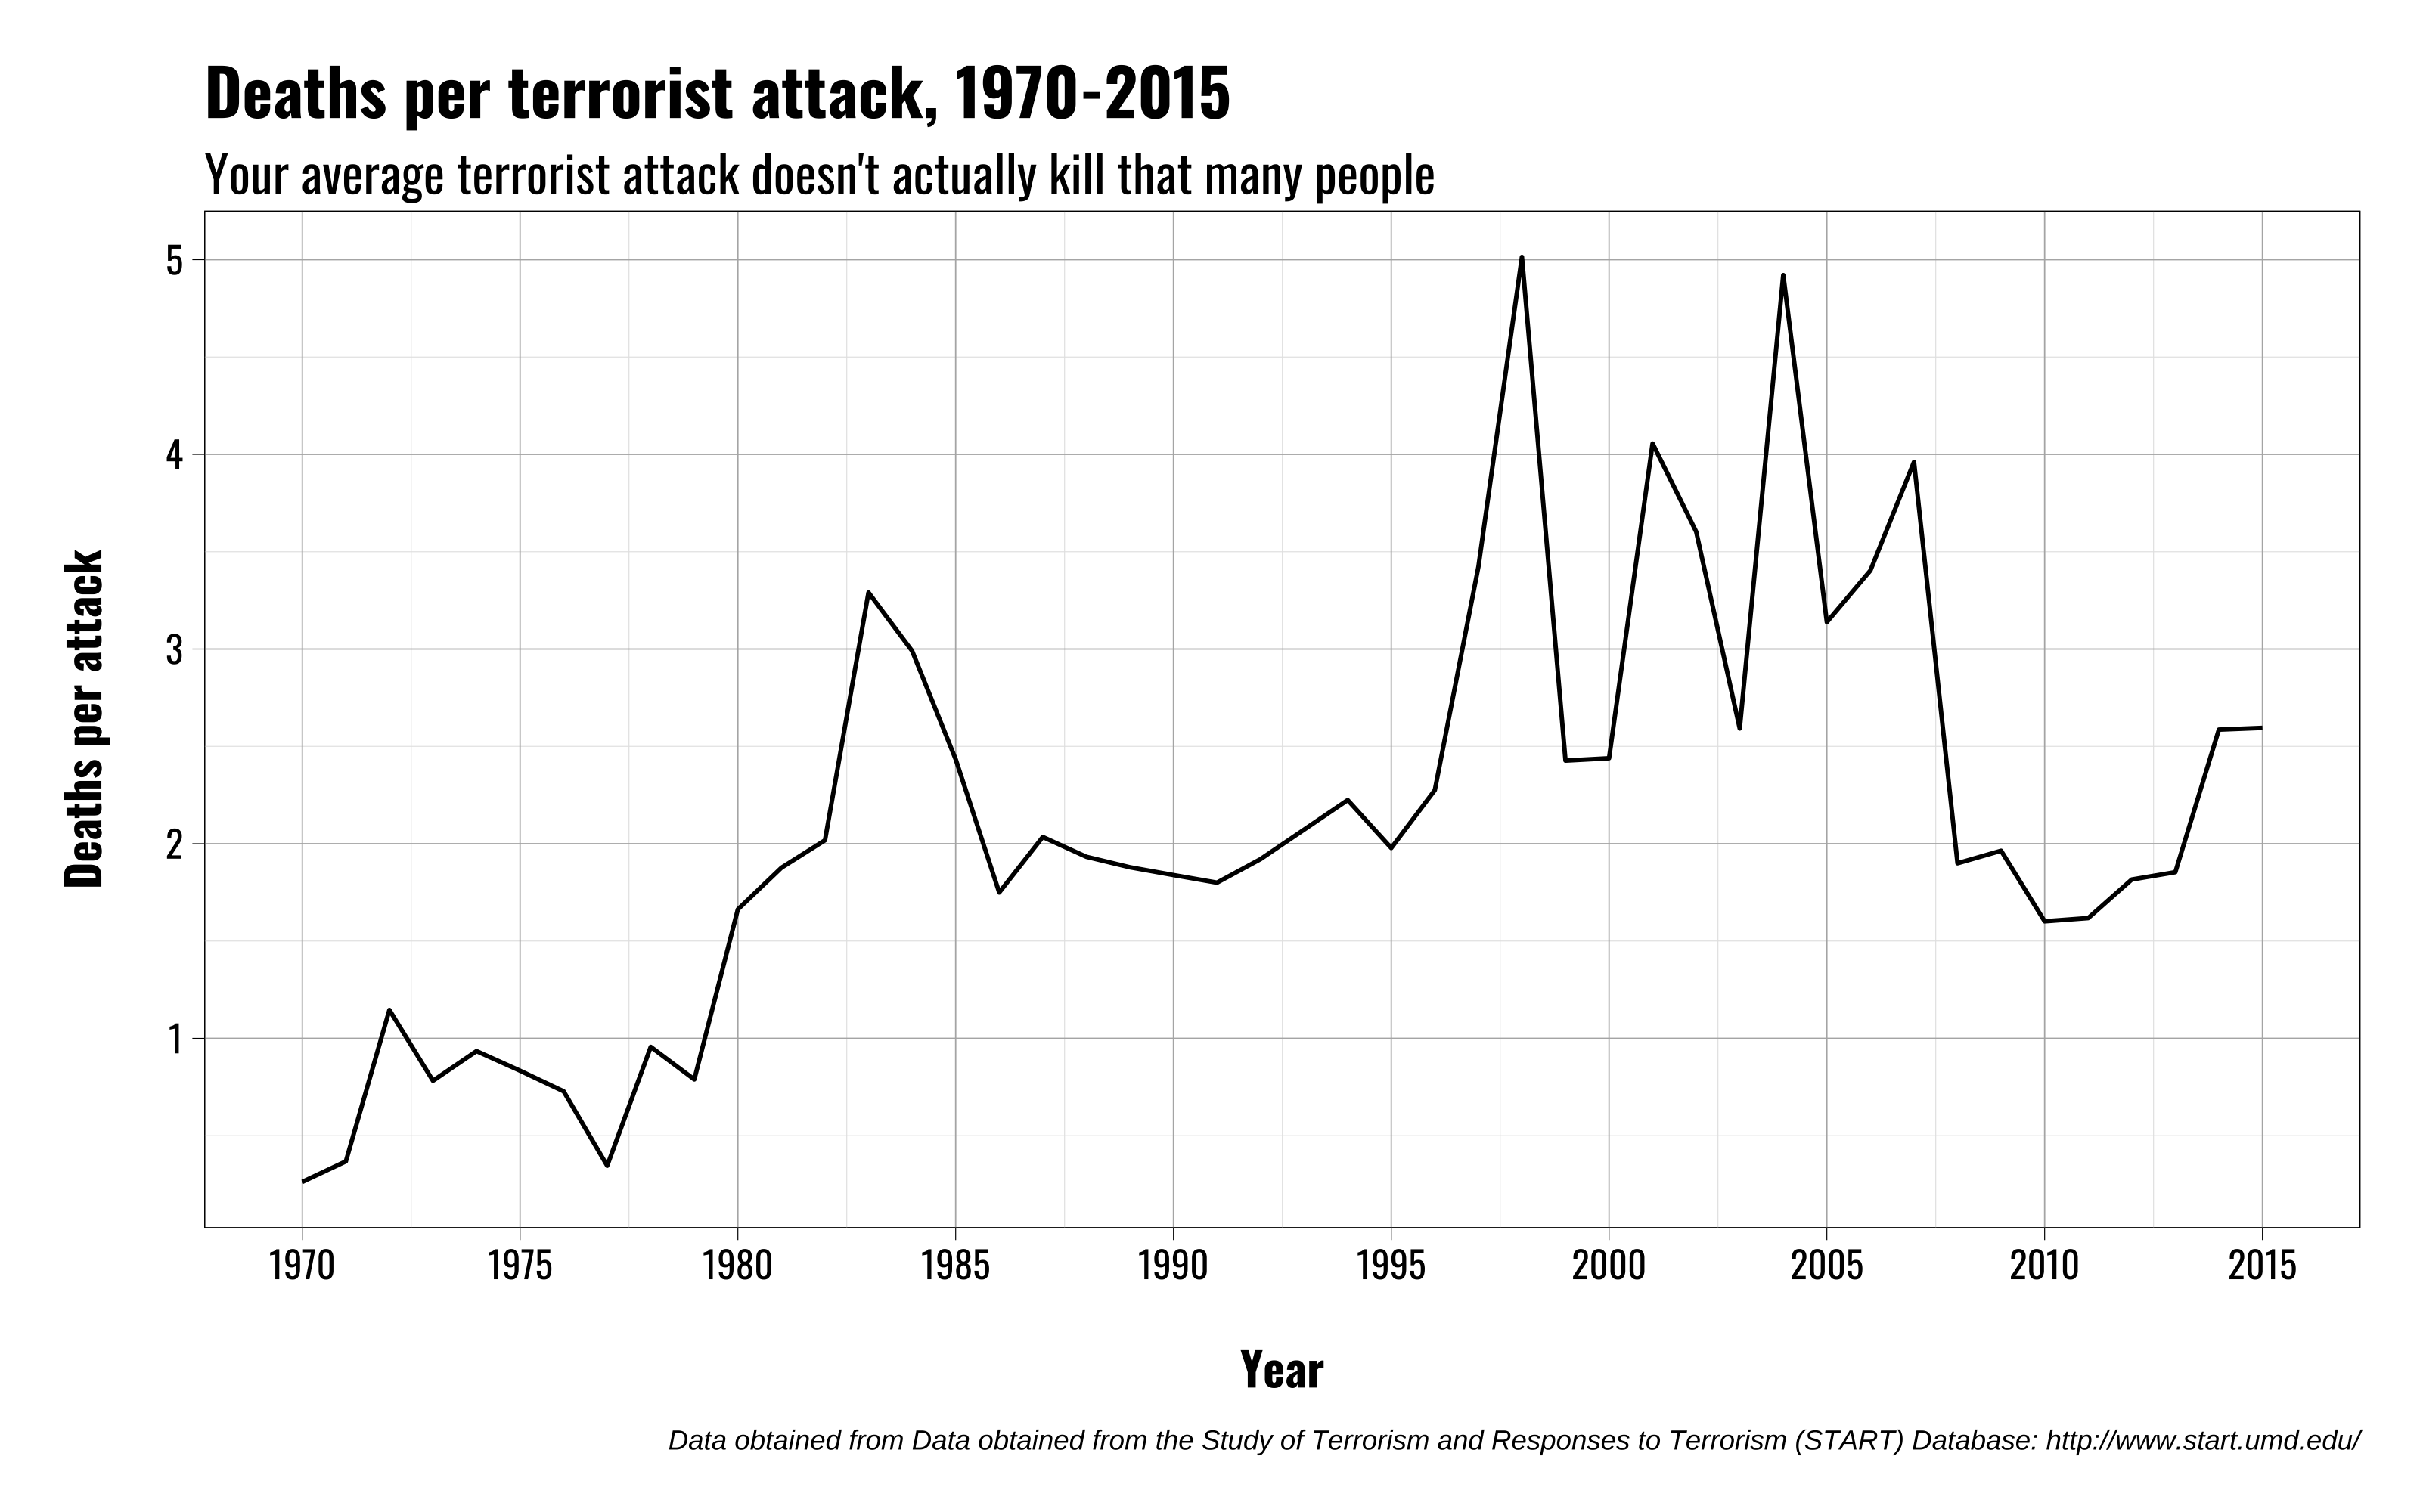 Deaths per terrorist attack, 1970-2015
Your average terrorist attack doesn't actually kill that many people
Deaths per attack
5
4
3
2
1
1970 1975 1980 1985 1990 1995 2000 2005 2010 2015
Year
Data obtained from Data obtained from the Study of Terrorism and Responses to Terrorism (START) Database: http://www.start.umd.edu/